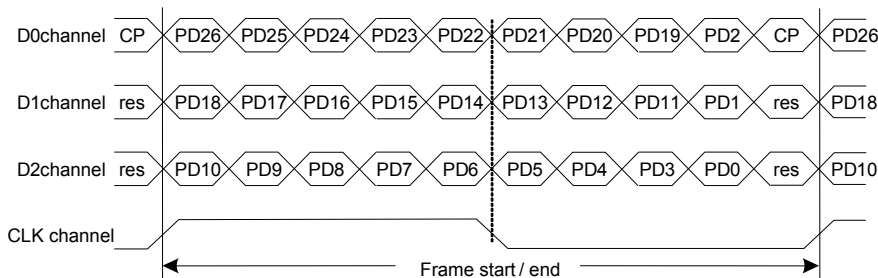 D0channel CP PD26 PD25 PD24 PD23 PD22 PD21 PD20 PD19 PD2 CP PD26
D1channel res PD18 PD17 PD16 PD15 PD14 PD13 PD12 PD11 PD1 res PD18
D2channel res PD10 PD9 PD8 PD7 PD6 PD5 PD4 PD3 PD0 res PD10
CLK channel
Frame start / end